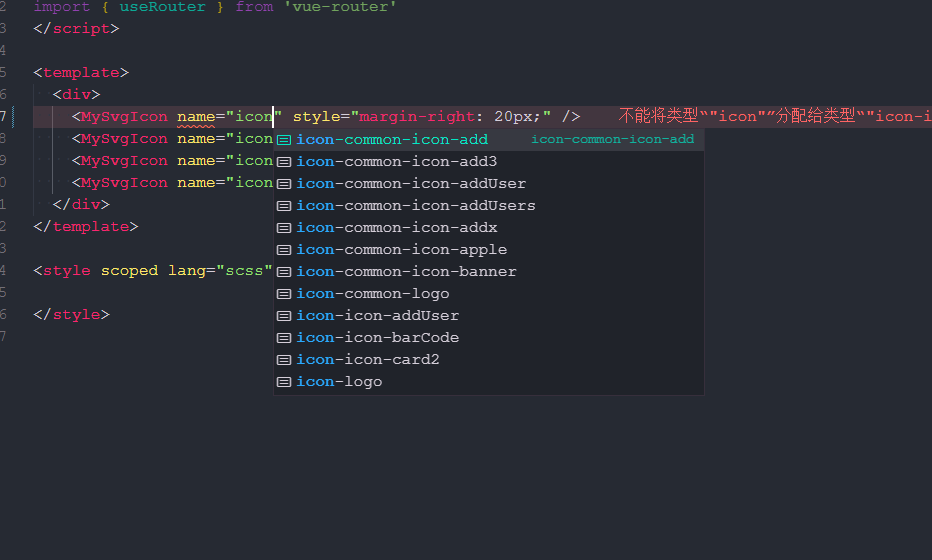 2 import { useRouter } from 'vue-router'
3 </script>
4
5 <template>
6 <div>
7 <MySvgIcon name="icon" style="margin-right: 20px;" /> 不能将类型“"icon"”分配给类型“"icon-i
8 <MySvgIcon name="icon
9 <MySvgIcon name="icon
0 <MySvgIcon name="icon
1 </div>
2 </template>
3
4 <style scoped lang="scss"
5
6 </style>
7
icon-common-icon-add icon-common-icon-add
icon-common-icon-add3
icon-common-icon-addUser
icon-common-icon-addUsers
icon-common-icon-addx
icon-common-icon-apple
icon-common-icon-banner
icon-common-logo
icon-icon-addUser
icon-icon-barCode
icon-icon-card2
icon-logo